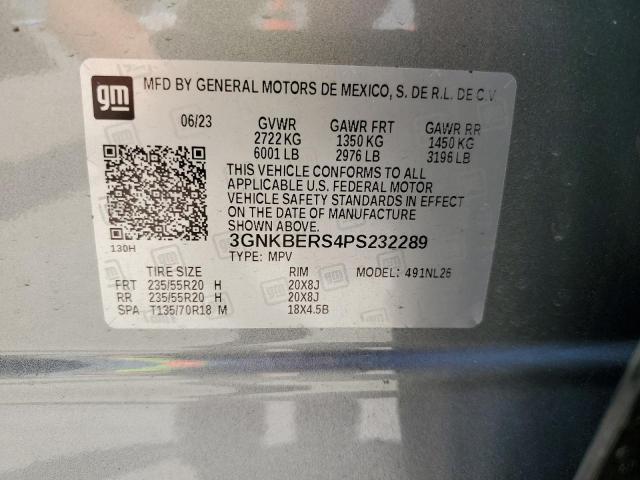 gm MFD BY GENERAL MOTORS DE MEXICO, S. DE R.L. DE C.V.
06/23 GVWR GAWR FRT GAWR RR
2722 KG 1350 KG 1450 KG
6001 LB 2976 LB 3196 LB
THIS VEHICLE CONFORMS TO ALL
APPLICABLE U.S. FEDERAL MOTOR
VEHICLE SAFETY STANDARDS IN EFFECT
ON THE DATE OF MANUFACTURE
SHOWN ABOVE.
3GNKBERS4PS232289
130H TYPE: MPV
TIRE SIZE RIM MODEL: 491NL26
FRT 235/55R20 H 20X8J
RR 235/55R20 H 20X8J
SPA T135/70R18 M 18X4.5B